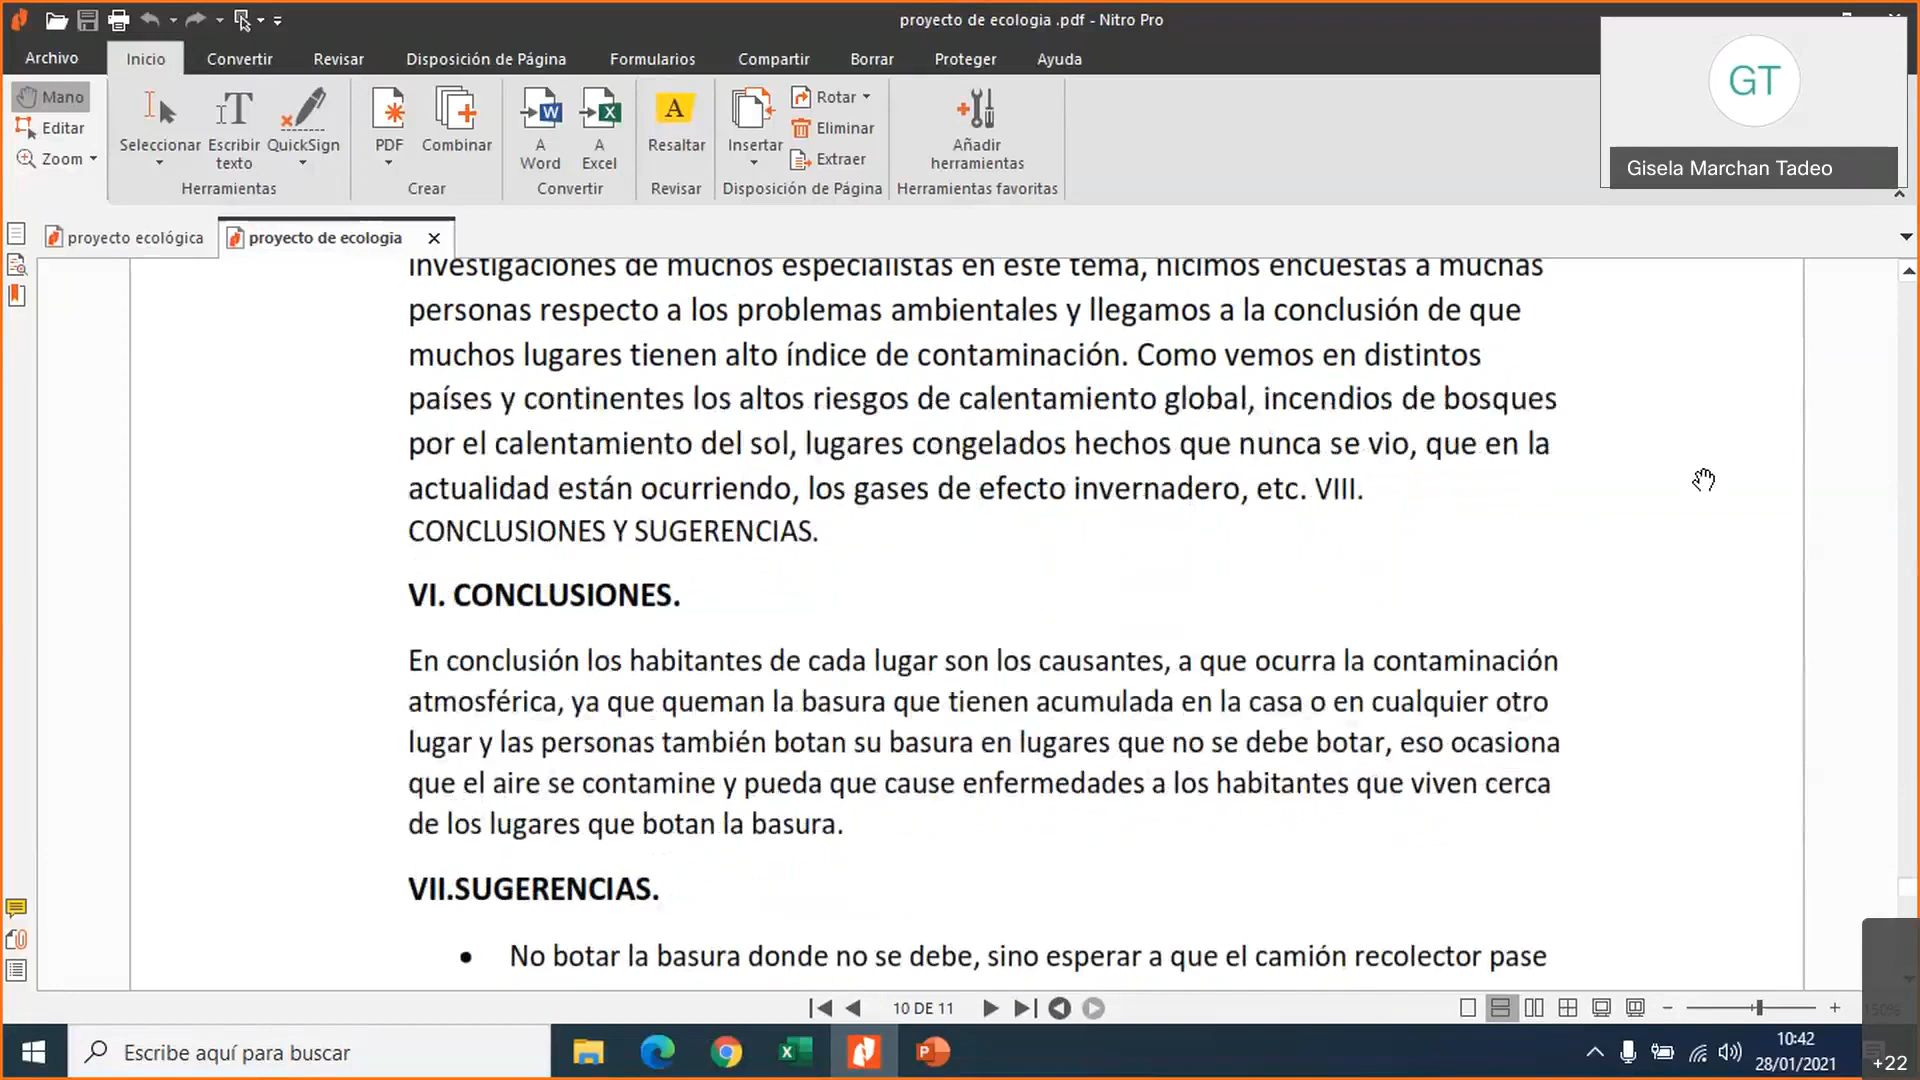 proyecto de ecologia .pdf - Nitro Pro
Archivo Inicio Convertir Revisar Disposición de Página Formularios Compartir Borrar Proteger Ayuda
GT
Gisela Marchan Tadeo
Mano
Editar
Zoom
Seleccionar
Escribir texto
QuickSign
Herramientas
PDF
Combinar
Crear
A Word
A Excel
Convertir
Resaltar
Revisar
Insertar
Rotar
Eliminar
Extraer
Disposición de Página
Añadir herramientas
Herramientas favoritas
proyecto ecológica
proyecto de ecologia
investigaciones de muchos especialistas en este tema, hicimos encuestas a muchas
personas respecto a los problemas ambientales y llegamos a la conclusión de que
muchos lugares tienen alto índice de contaminación. Como vemos en distintos
países y continentes los altos riesgos de calentamiento global, incendios de bosques
por el calentamiento del sol, lugares congelados hechos que nunca se vio, que en la
actualidad están ocurriendo, los gases de efecto invernadero, etc. VIII.
CONCLUSIONES Y SUGERENCIAS.
VI. CONCLUSIONES.
En conclusión los habitantes de cada lugar son los causantes, a que ocurra la contaminación
atmosférica, ya que queman la basura que tienen acumulada en la casa o en cualquier otro
lugar y las personas también botan su basura en lugares que no se debe botar, eso ocasiona
que el aire se contamine y pueda que cause enfermedades a los habitantes que viven cerca
de los lugares que botan la basura.
VII.SUGERENCIAS.
• No botar la basura donde no se debe, sino esperar a que el camión recolector pase
10 DE 11
150%
Escribe aquí para buscar
10:42
28/01/2021
+22